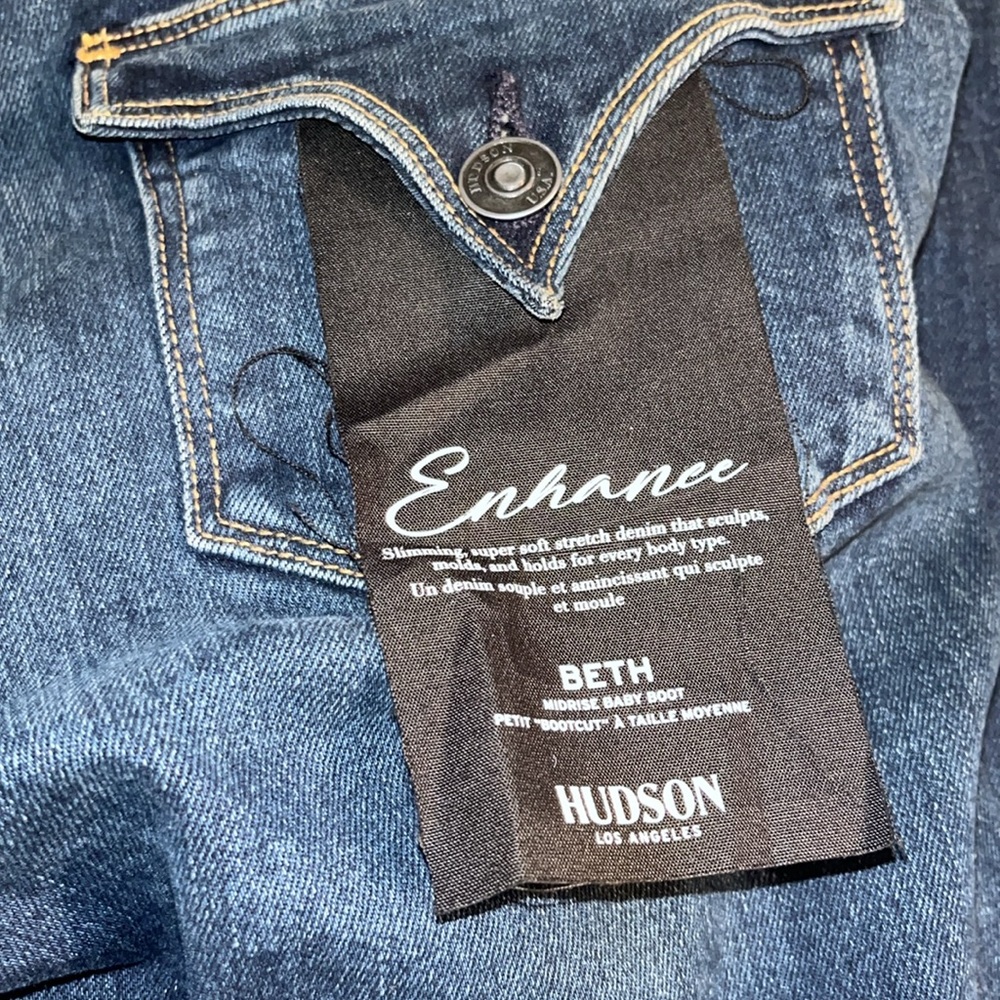 HUDSON
U.S.A.
Enhance
Slimming, super soft stretch denim that sculpts,
molds, and holds for every body type.
Un denim souple et amincissant qui sculpte
et moule
BETH
MIDRISE BABY BOOT
PETIT "BOOTCUT" À TAILLE MOYENNE
HUDSON
LOS ANGELES